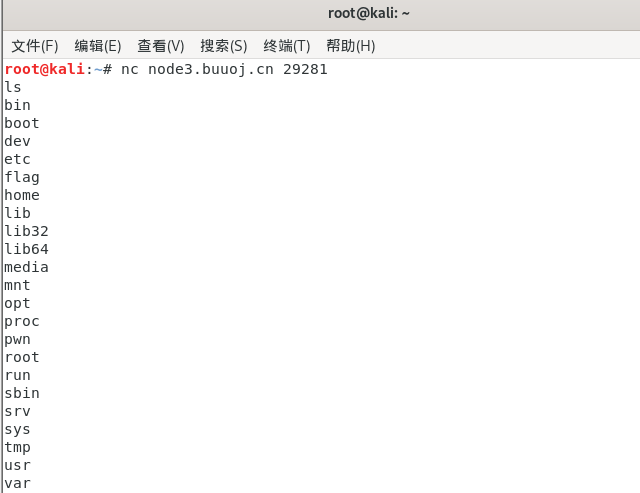 root@kali: ~
文件(F) 编辑(E) 查看(V) 搜索(S) 终端(T) 帮助(H)
root@kali:~# nc node3.buuoj.cn 29281
ls
bin
boot
dev
etc
flag
home
lib
lib32
lib64
media
mnt
opt
proc
pwn
root
run
sbin
srv
sys
tmp
usr
var